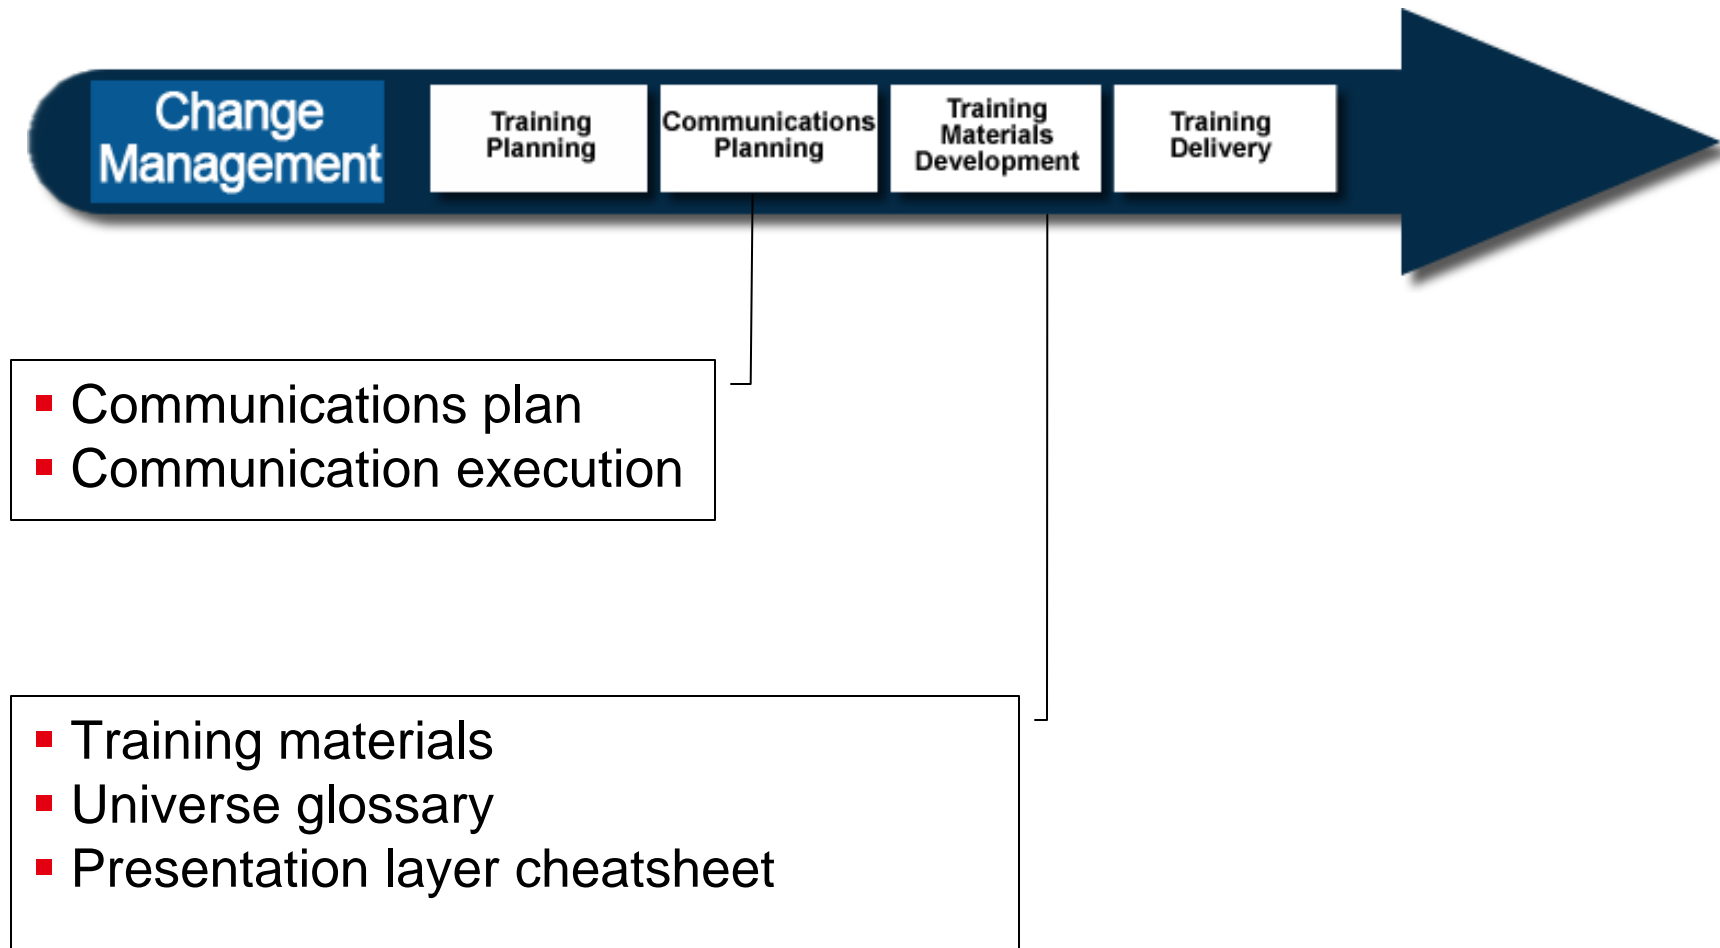 Change
Management
Training
Planning
Communications
Planning
Training
Materials
Development
Training
Delivery
▪ Communications plan
▪ Communication execution
▪ Training materials
▪ Universe glossary
▪ Presentation layer cheatsheet